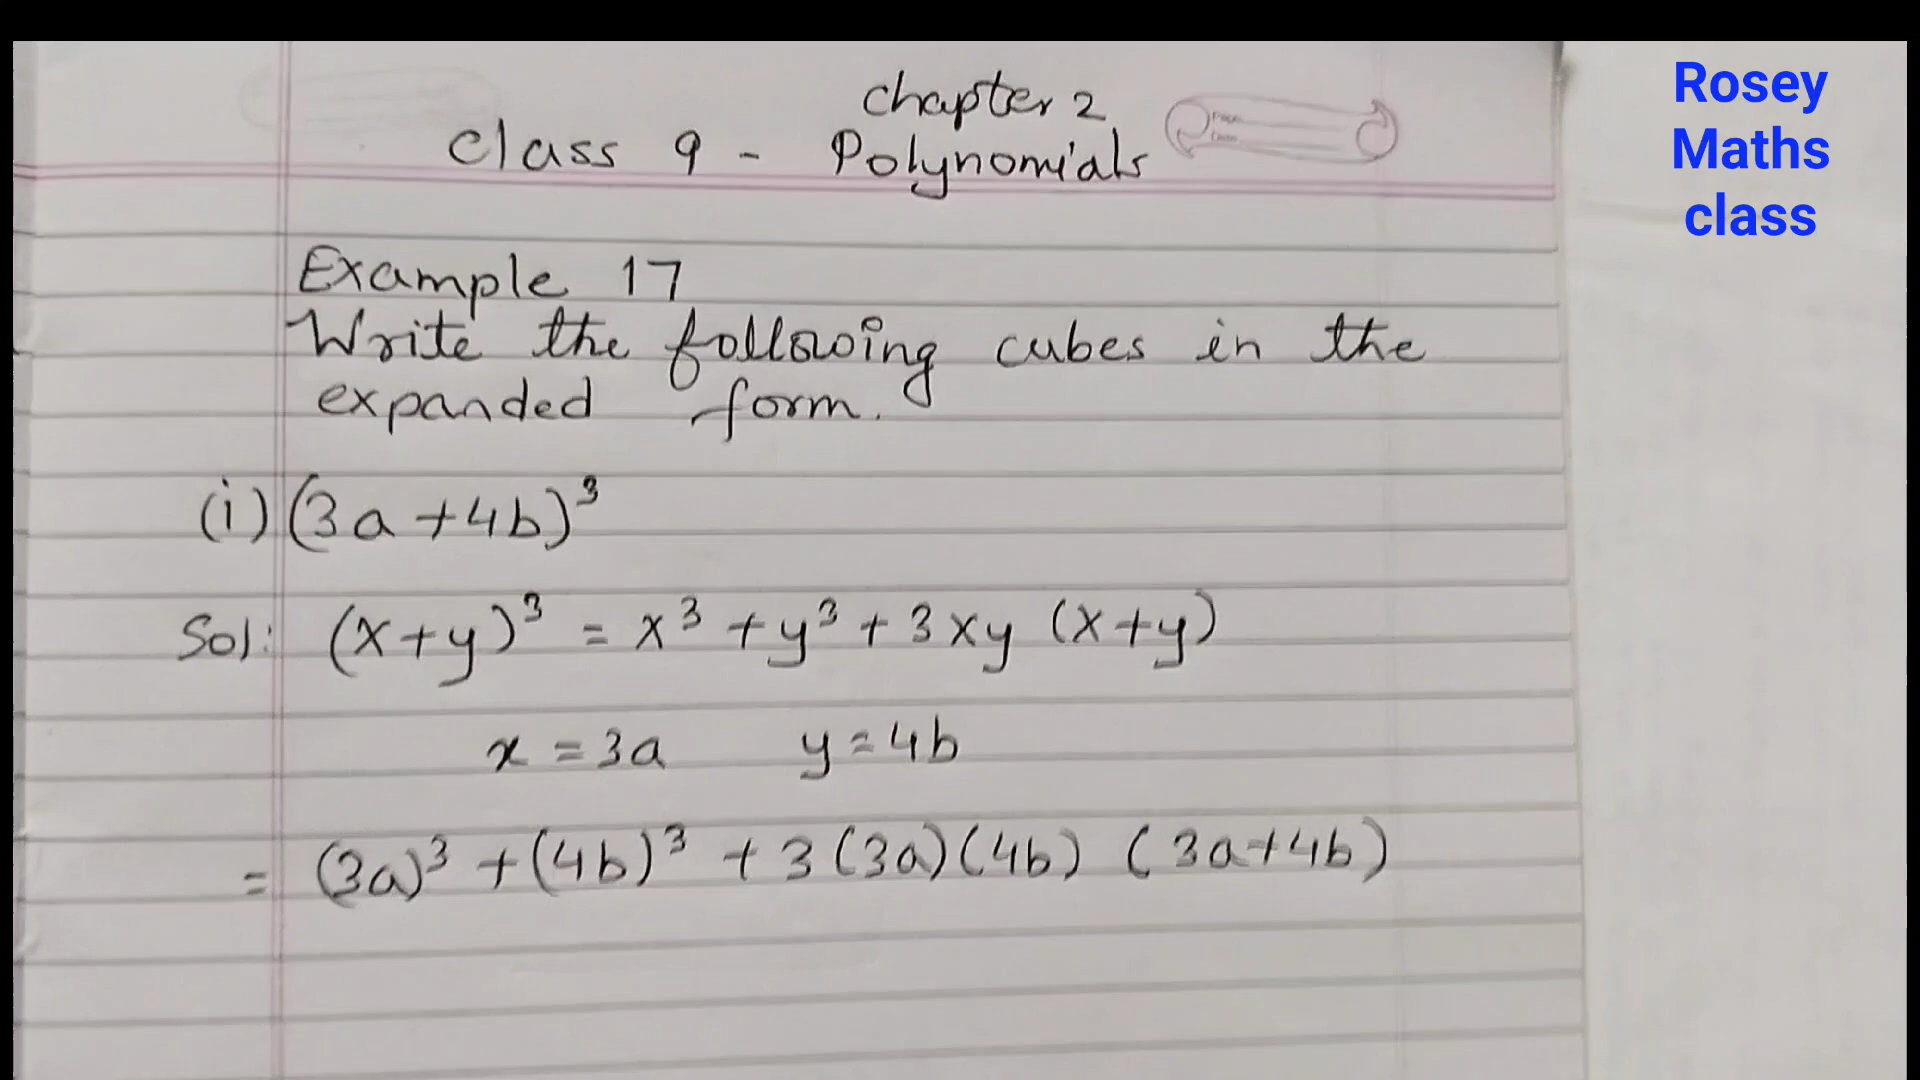 chapter 2
Class 9 - Polynomials
Example 17
Write the following cubes in the
expanded form.
(i) (3a+4b)³
Sol: (x+y)³ = x³ + y³ + 3xy (x+y)
x = 3a y = 4b
= (3a)³ + (4b)³ + 3(3a)(4b) (3a+4b)
Rosey
Maths
class